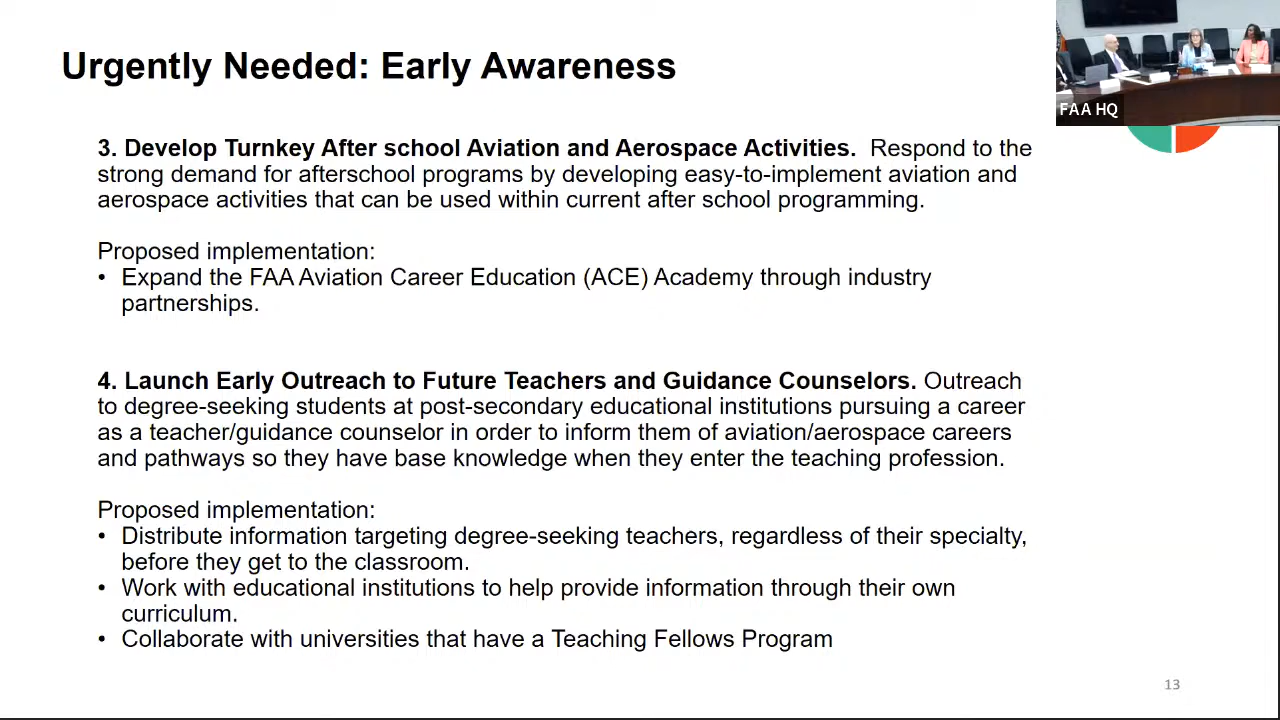 Urgently Needed: Early Awareness
FAA HQ
3. Develop Turnkey After school Aviation and Aerospace Activities. Respond to the
strong demand for afterschool programs by developing easy-to-implement aviation and
aerospace activities that can be used within current after school programming.
Proposed implementation:
• Expand the FAA Aviation Career Education (ACE) Academy through industry
partnerships.
4. Launch Early Outreach to Future Teachers and Guidance Counselors. Outreach
to degree-seeking students at post-secondary educational institutions pursuing a career
as a teacher/guidance counselor in order to inform them of aviation/aerospace careers
and pathways so they have base knowledge when they enter the teaching profession.
Proposed implementation:
• Distribute information targeting degree-seeking teachers, regardless of their specialty,
before they get to the classroom.
• Work with educational institutions to help provide information through their own
curriculum.
• Collaborate with universities that have a Teaching Fellows Program
13